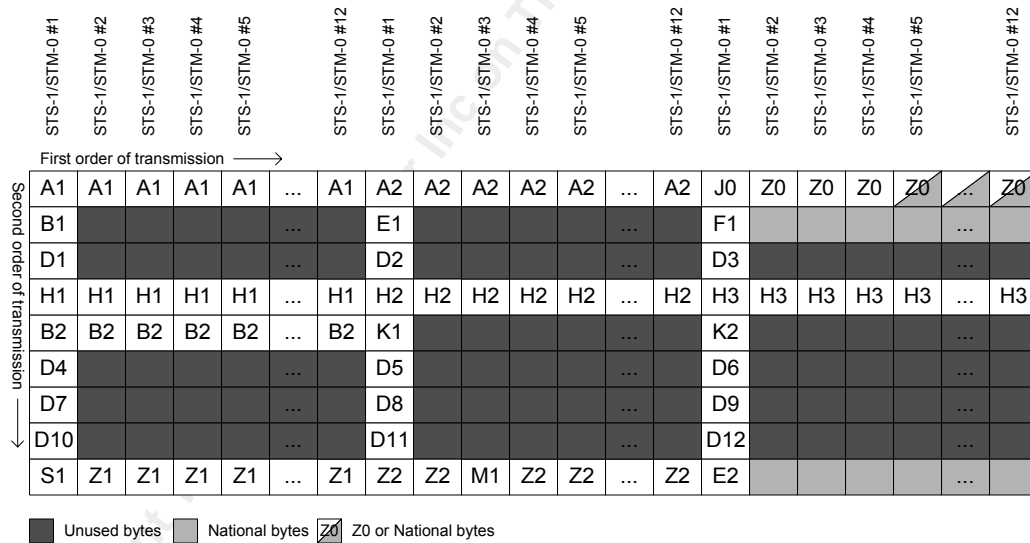 STS-1/STM-0 #1 STS-1/STM-0 #2 STS-1/STM-0 #3 STS-1/STM-0 #4 STS-1/STM-0 #5 STS-1/STM-0 #12 STS-1/STM-0 #1 STS-1/STM-0 #2 STS-1/STM-0 #3 STS-1/STM-0 #4 STS-1/STM-0 #5 STS-1/STM-0 #12 STS-1/STM-0 #1 STS-1/STM-0 #2 STS-1/STM-0 #3 STS-1/STM-0 #4 STS-1/STM-0 #5 STS-1/STM-0 #12
First order of transmission
Second order of transmission
A1 A1 A1 A1 A1 ... A1 A2 A2 A2 A2 A2 ... A2 J0 Z0 Z0 Z0 Z0 ... Z0
B1 ... E1 ... F1 ...
D1 ... D2 ... D3 ...
H1 H1 H1 H1 H1 ... H1 H2 H2 H2 H2 H2 ... H2 H3 H3 H3 H3 H3 ... H3
B2 B2 B2 B2 B2 ... B2 K1 ... K2 ...
D4 ... D5 ... D6 ...
D7 ... D8 ... D9 ...
D10 ... D11 ... D12 ...
S1 Z1 Z1 Z1 Z1 ... Z1 Z2 Z2 M1 Z2 Z2 ... Z2 E2 ...
Unused bytes National bytes Z0 Z0 or National bytes
Inc on